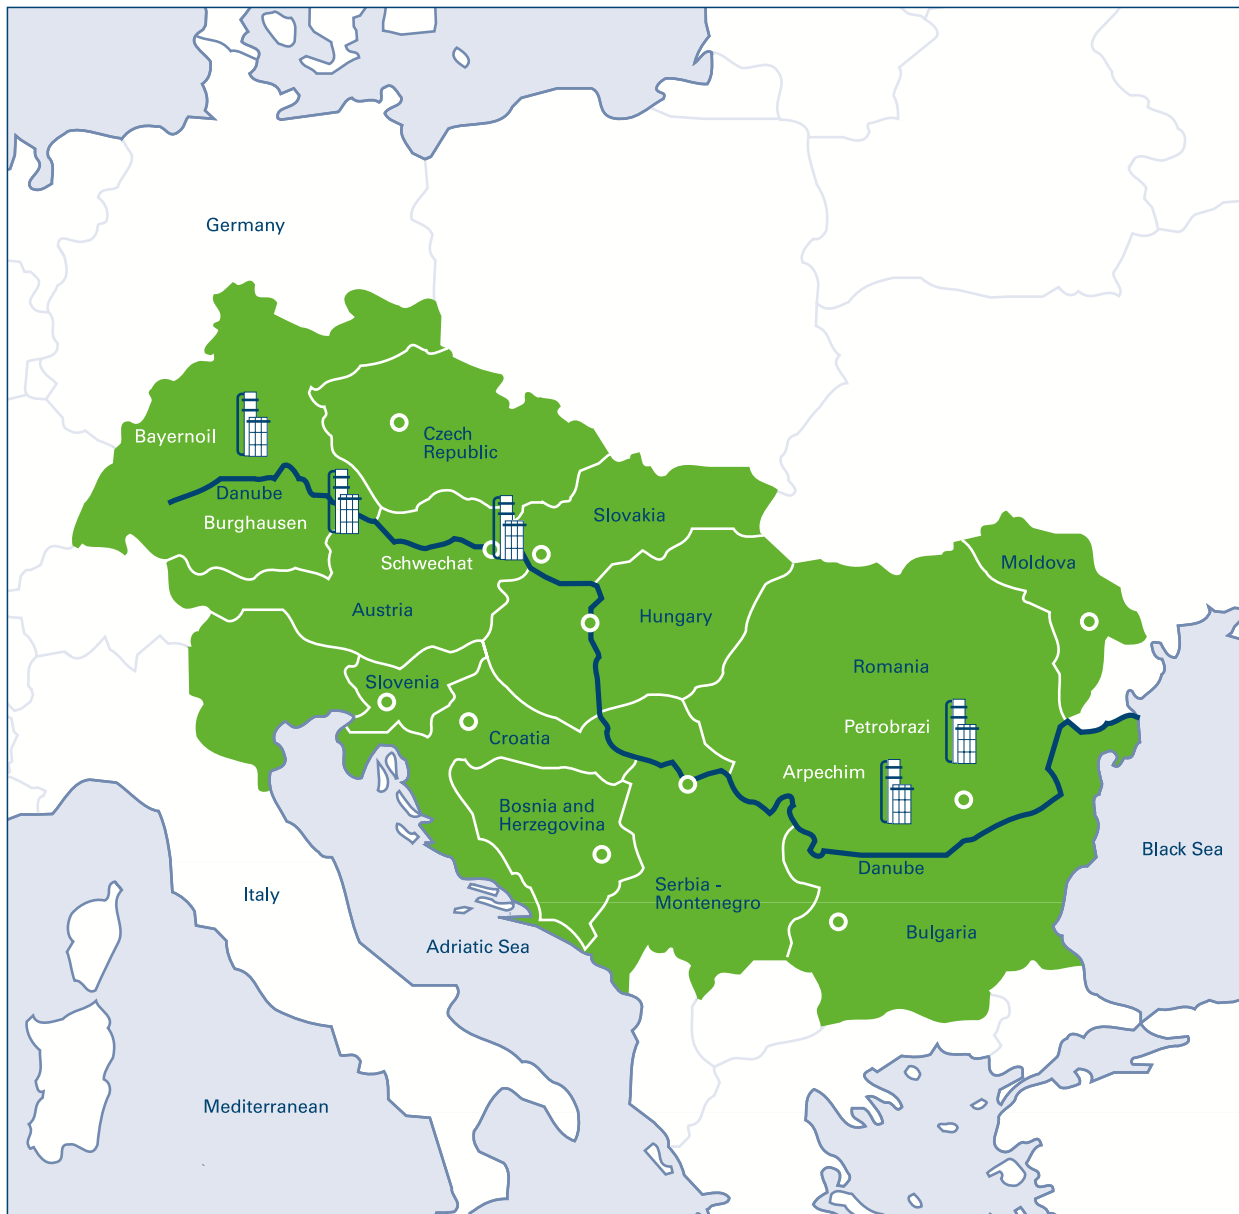 Germany
Bayernoil
Czech
Republic
Danube
Burghausen
Slovakia
Schwechat
Moldova
Austria
Hungary
Romania
Slovenia
Petrobrazi
Croatia
Arpechim
Bosnia and
Herzegovina
Black Sea
Danube
Serbia -
Montenegro
Italy
Bulgaria
Adriatic Sea
Mediterranean